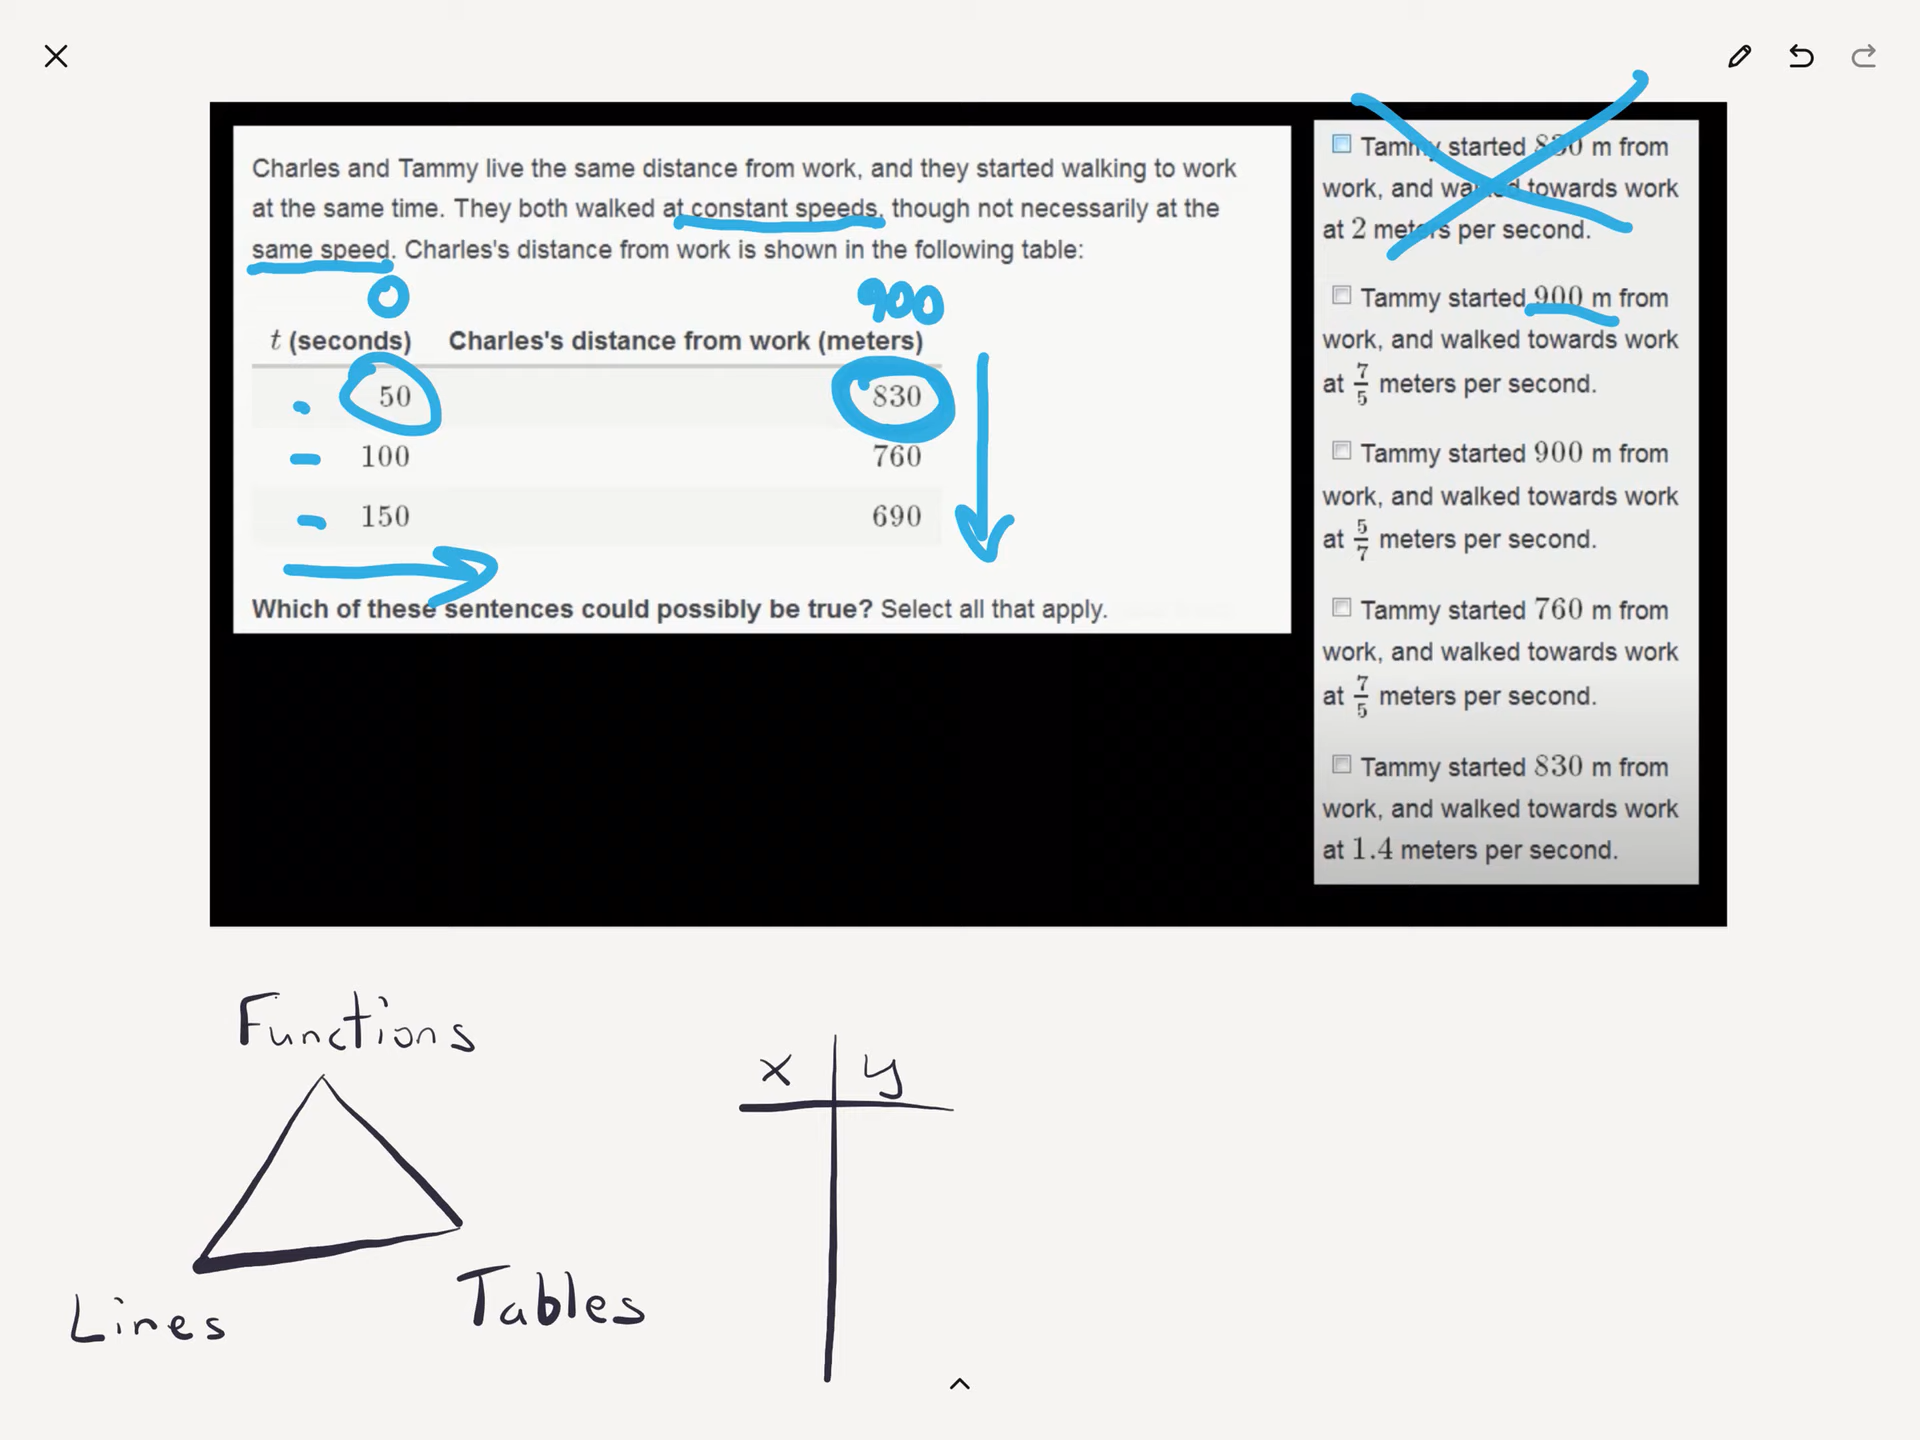 Charles and Tammy live the same distance from work, and they started walking to work
at the same time. They both walked at constant speeds, though not necessarily at the
same speed. Charles's distance from work is shown in the following table:
0 900
t (seconds) Charles's distance from work (meters)
50 830
100 760
150 690
Which of these sentences could possibly be true? Select all that apply.
Tammy started 830 m from
work, and walked towards work
at 2 meters per second.
Tammy started 900 m from
work, and walked towards work
at 7/5 meters per second.
Tammy started 900 m from
work, and walked towards work
at 5/7 meters per second.
Tammy started 760 m from
work, and walked towards work
at 7/5 meters per second.
Tammy started 830 m from
work, and walked towards work
at 1.4 meters per second.
Functions
Lines
Tables
x y